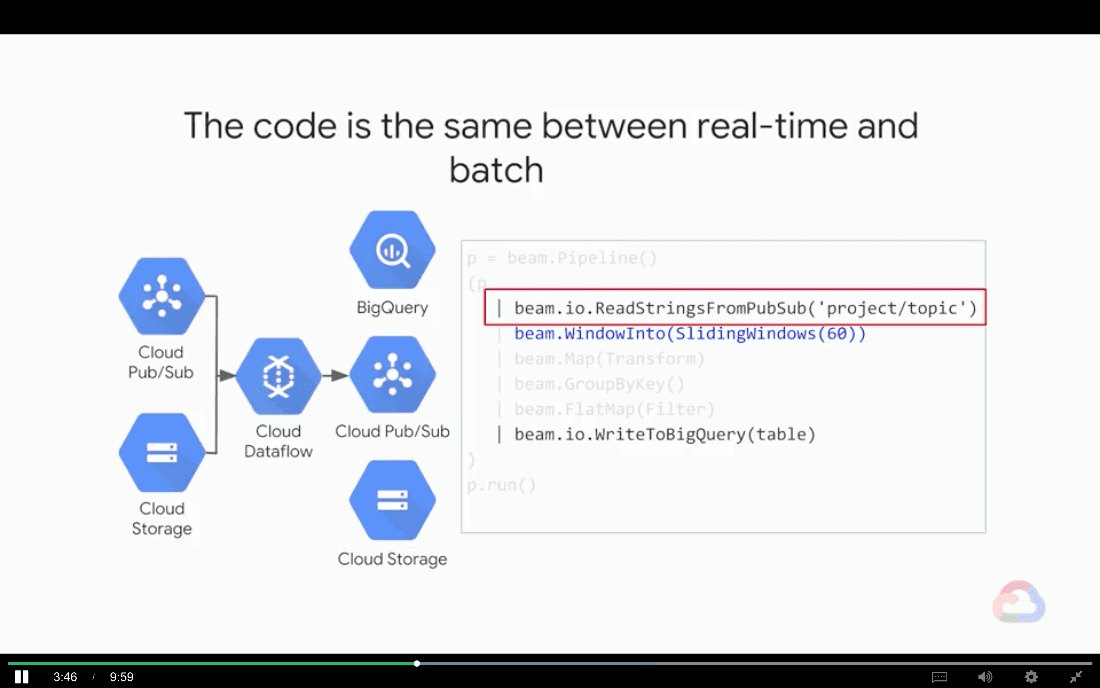 The code is the same between real-time and
batch
Cloud
Pub/Sub
Cloud
Storage
Cloud
Dataflow
BigQuery
Cloud Pub/Sub
Cloud Storage
p = beam.Pipeline()
(p
| beam.io.ReadStringsFromPubSub('project/topic')
| beam.WindowInto(SlidingWindows(60))
| beam.Map(Transform)
| beam.GroupByKey()
| beam.FlatMap(Filter)
| beam.io.WriteToBigQuery(table)
)
p.run()
3:46 / 9:59